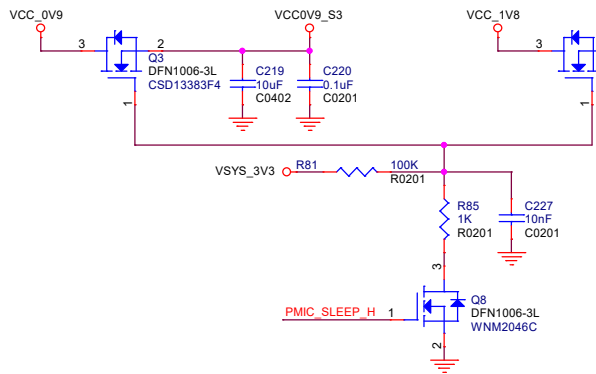 VCC_0V9
VCC0V9_S3
VCC_1V8
3
2
3
Q3
DFN1006-3L
CSD13383F4
C219
10uF
C0402
C220
0.1uF
C0201
1
1
VSYS_3V3
R81
100K
R0201
R85
1K
R0201
C227
10nF
C0201
3
PMIC_SLEEP_H
1
Q8
DFN1006-3L
WNM2046C
2